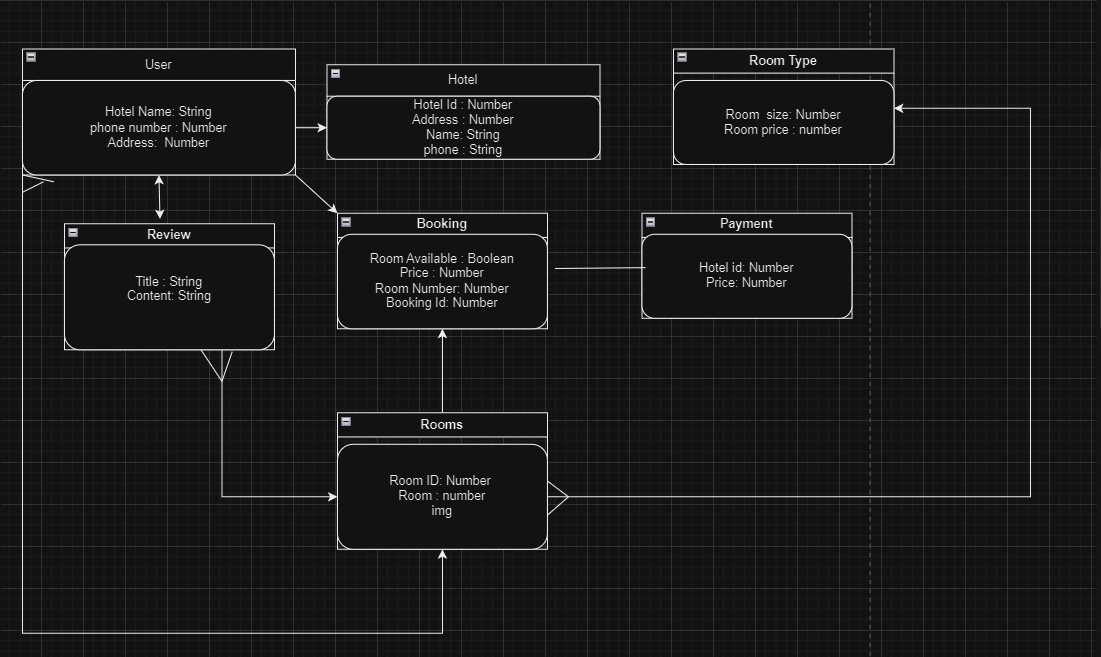 User
Hotel Name: String
phone number : Number
Address: Number
Hotel
Hotel Id : Number
Address : Number
Name: String
phone : String
Room Type
Room size: Number
Room price : number
Review
Title : String
Content: String
Booking
Room Available : Boolean
Price : Number
Room Number: Number
Booking Id: Number
Payment
Hotel id: Number
Price: Number
Rooms
Room ID: Number
Room : number
img